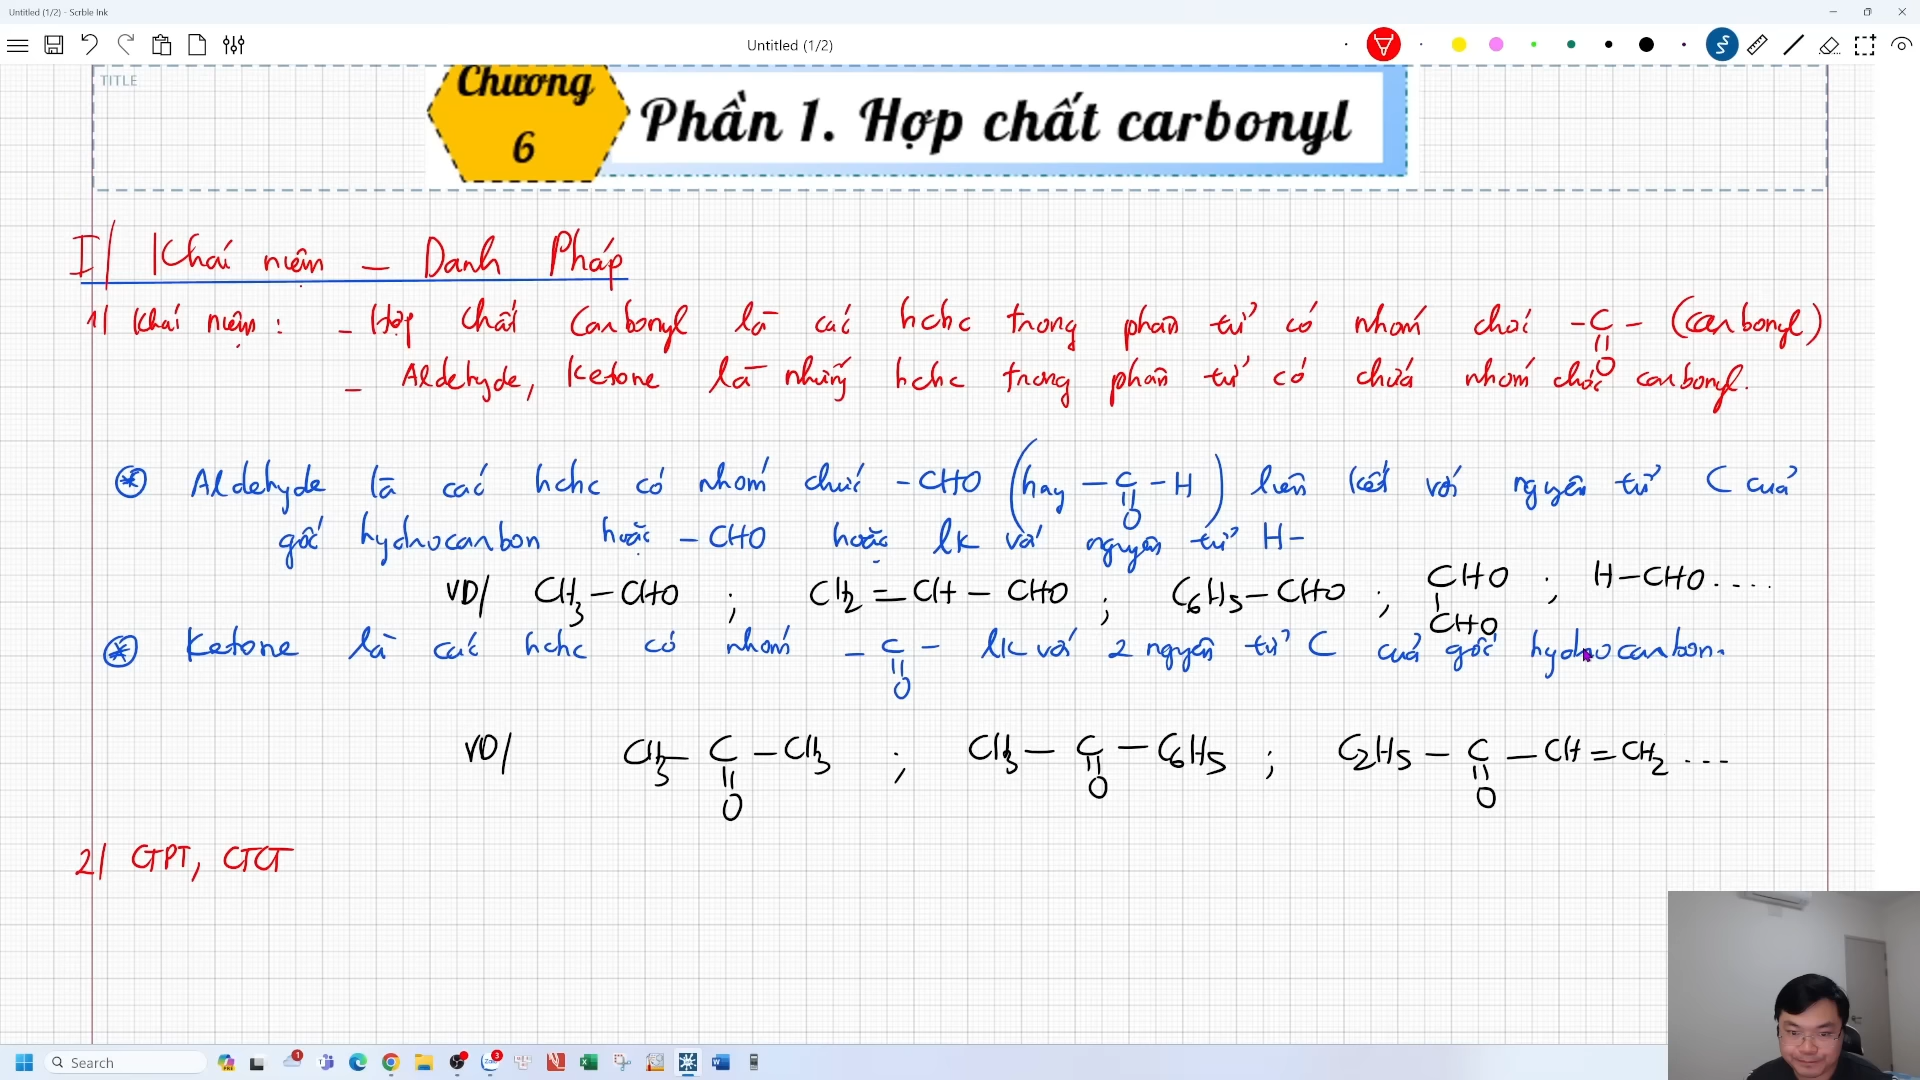 Untitled (1/2) - Scrble Ink
Untitled (1/2)
TITLE
Chương
6
Phần 1. Hợp chất carbonyl
I/ Khái niệm - Danh Pháp
1/ Khái niệm : - Hợp chất Carbonyl là các hchc trong phân tử có nhóm chức -C- (carbonyl)
||
O
- Aldehyde, Ketone là những hchc trong phân tử có chứa nhóm chức carbonyl.
* Aldehyde là các hchc có nhóm chức -CHO (hay -C-H) liên kết với nguyên tử C của
||
O
gốc hydrocarbon hoặc -CHO hoặc lk với nguyên tử H-
VD/ CH3-CHO ; CH2=CH-CHO ; C6H5-CHO ; CHO ; H-CHO....
CHO
* Ketone là các hchc có nhóm -C- lk với 2 nguyên tử C của gốc hydrocarbon.
||
O
VD/ CH3-C-CH3 ; CH3-C-C6H5 ; C2H5-C-CH=CH2 ...
|| || ||
O O O
2/ CTPT, CTCT
Search